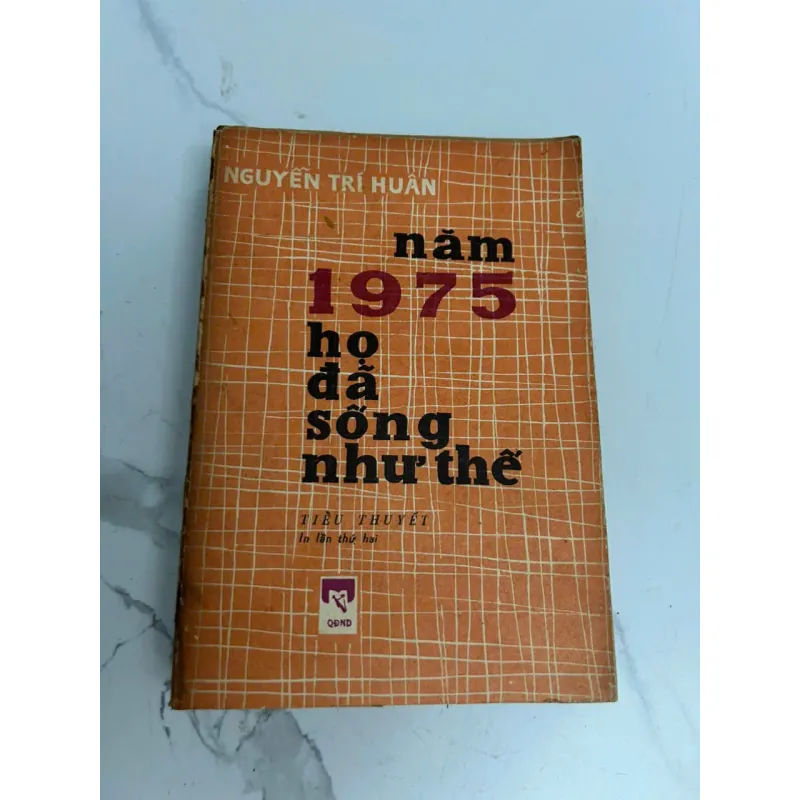 NGUYỄN TRÍ HUÂN
năm
1975
họ
đã
sống
như thế
TIỂU THUYẾT
In lần thứ hai
QĐND